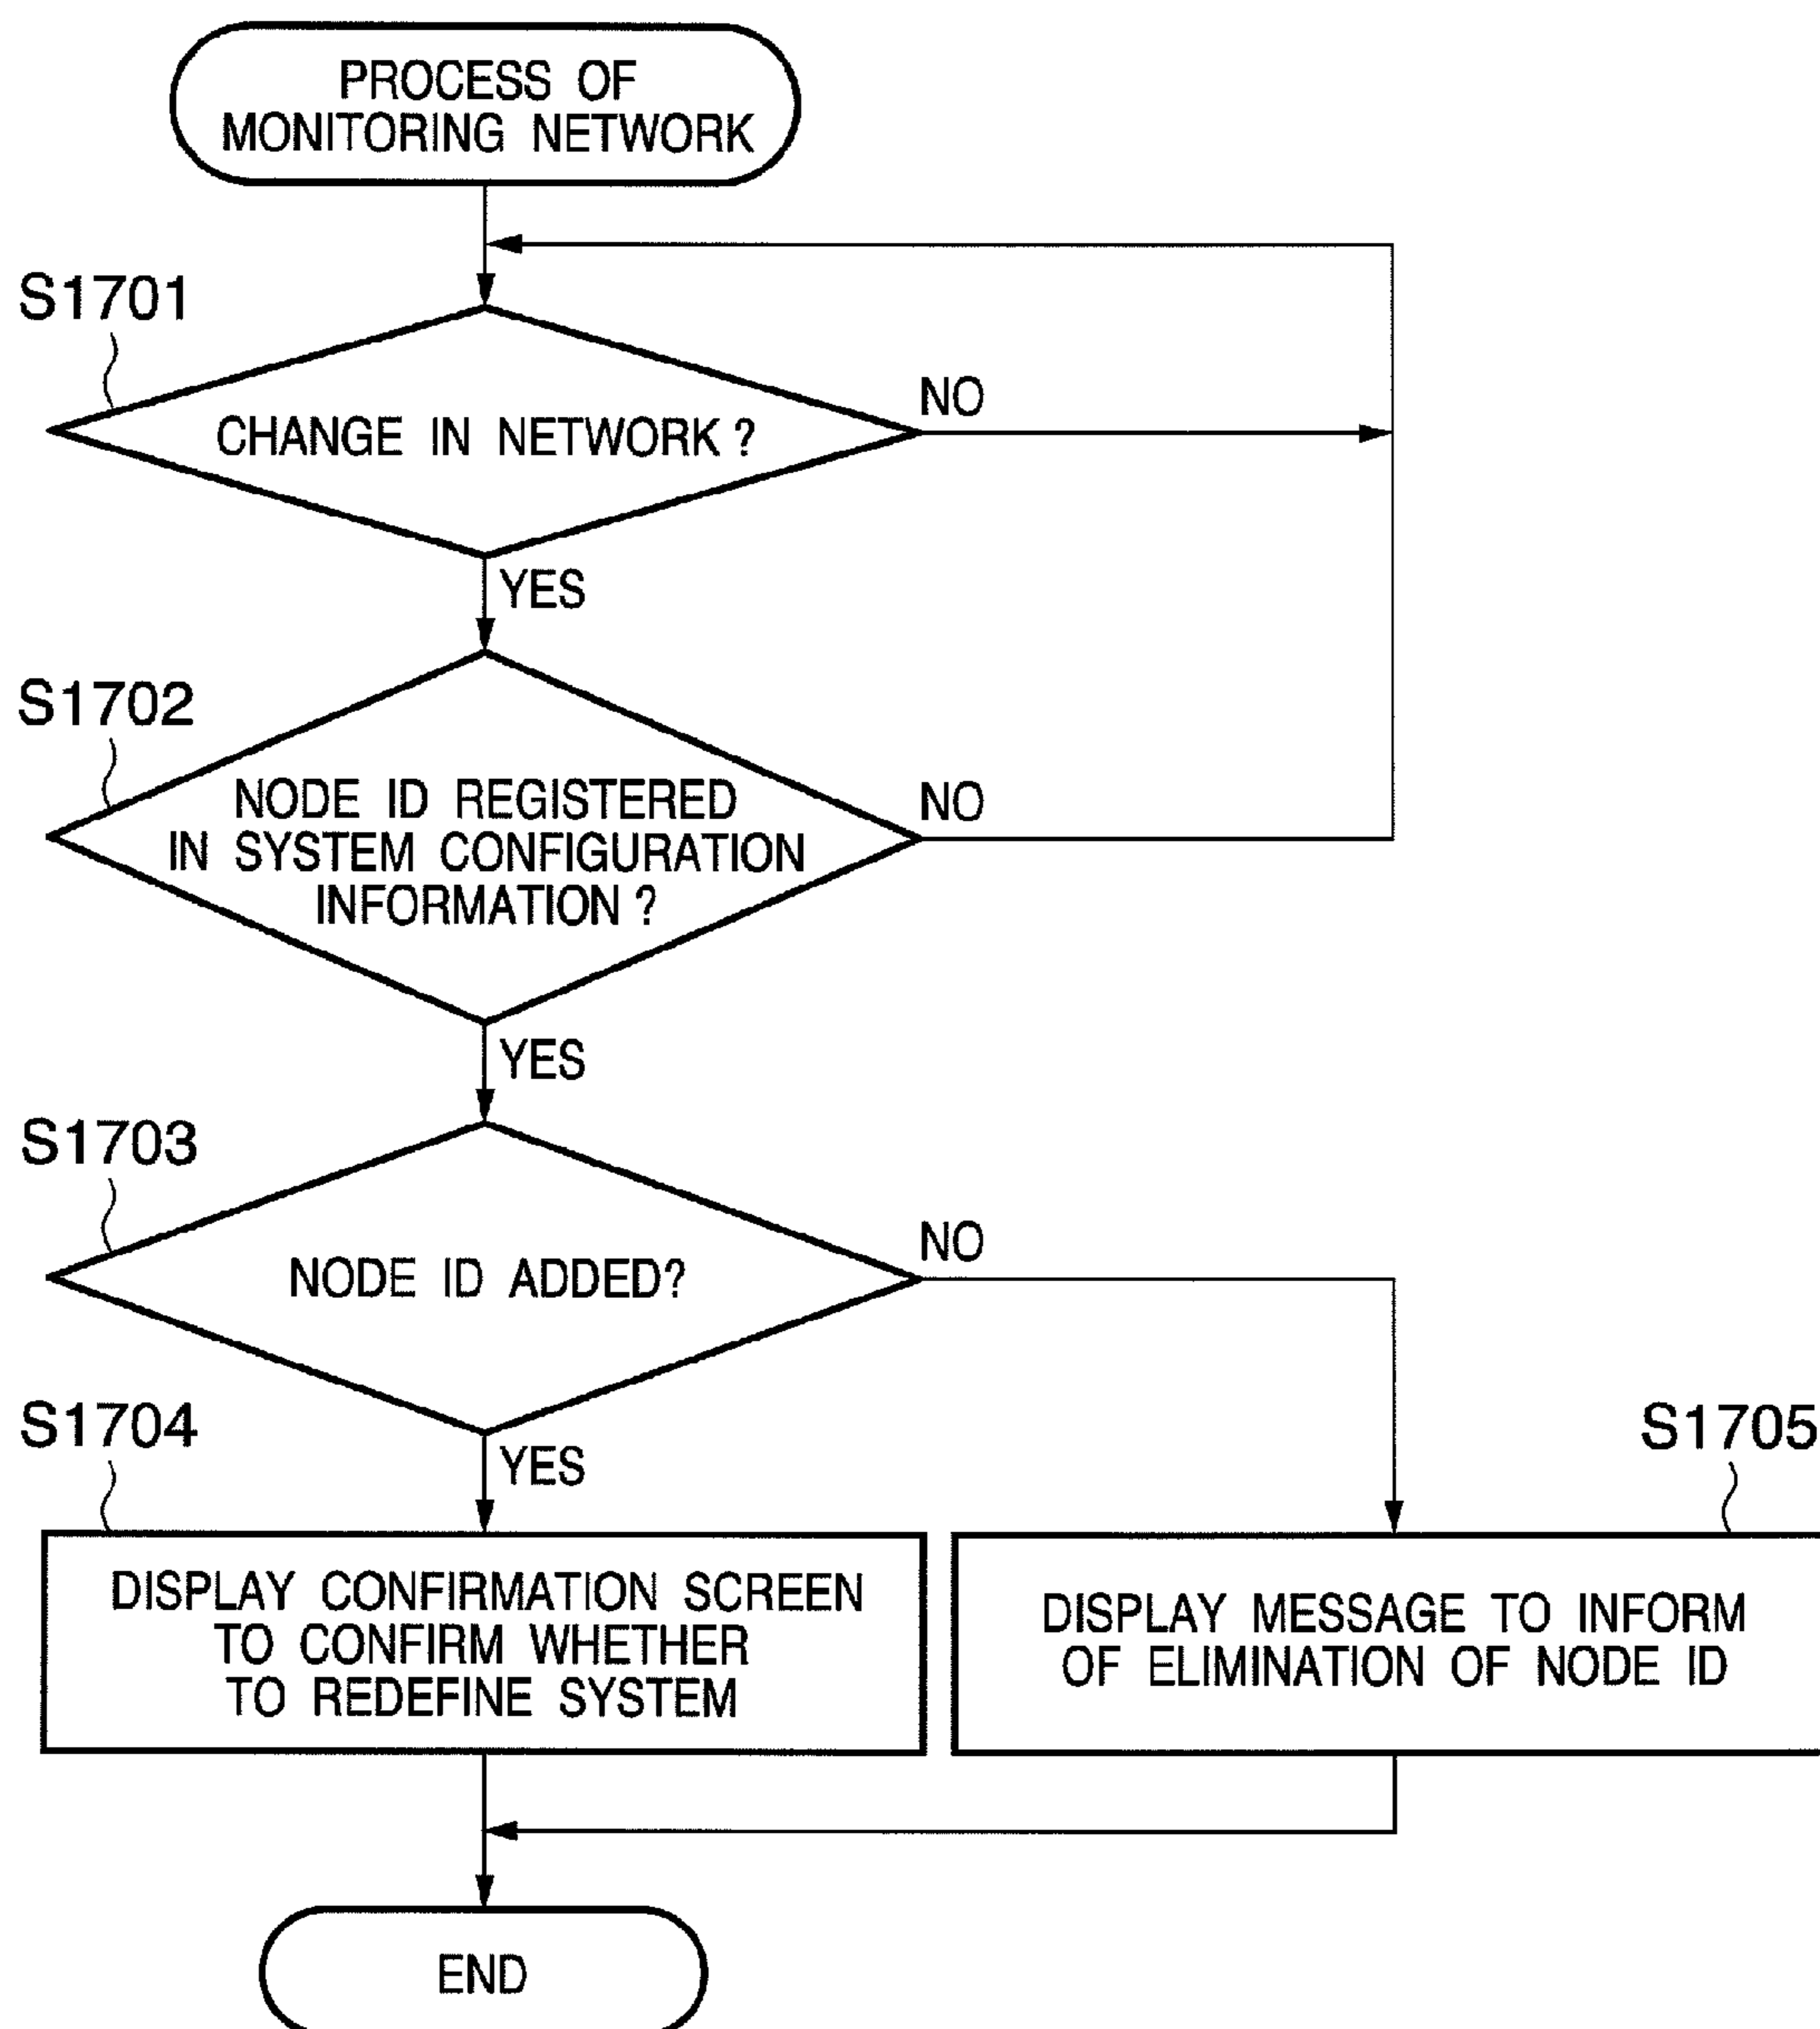 PROCESS OF
MONITORING NETWORK
S1701
CHANGE IN NETWORK?
NO
YES
S1702
NODE ID REGISTERED
IN SYSTEM CONFIGURATION
INFORMATION?
NO
YES
S1703
NODE ID ADDED?
NO
YES
S1704
DISPLAY CONFIRMATION SCREEN
TO CONFIRM WHETHER
TO REDEFINE SYSTEM
S1705
DISPLAY MESSAGE TO INFORM
OF ELIMINATION OF NODE ID
END